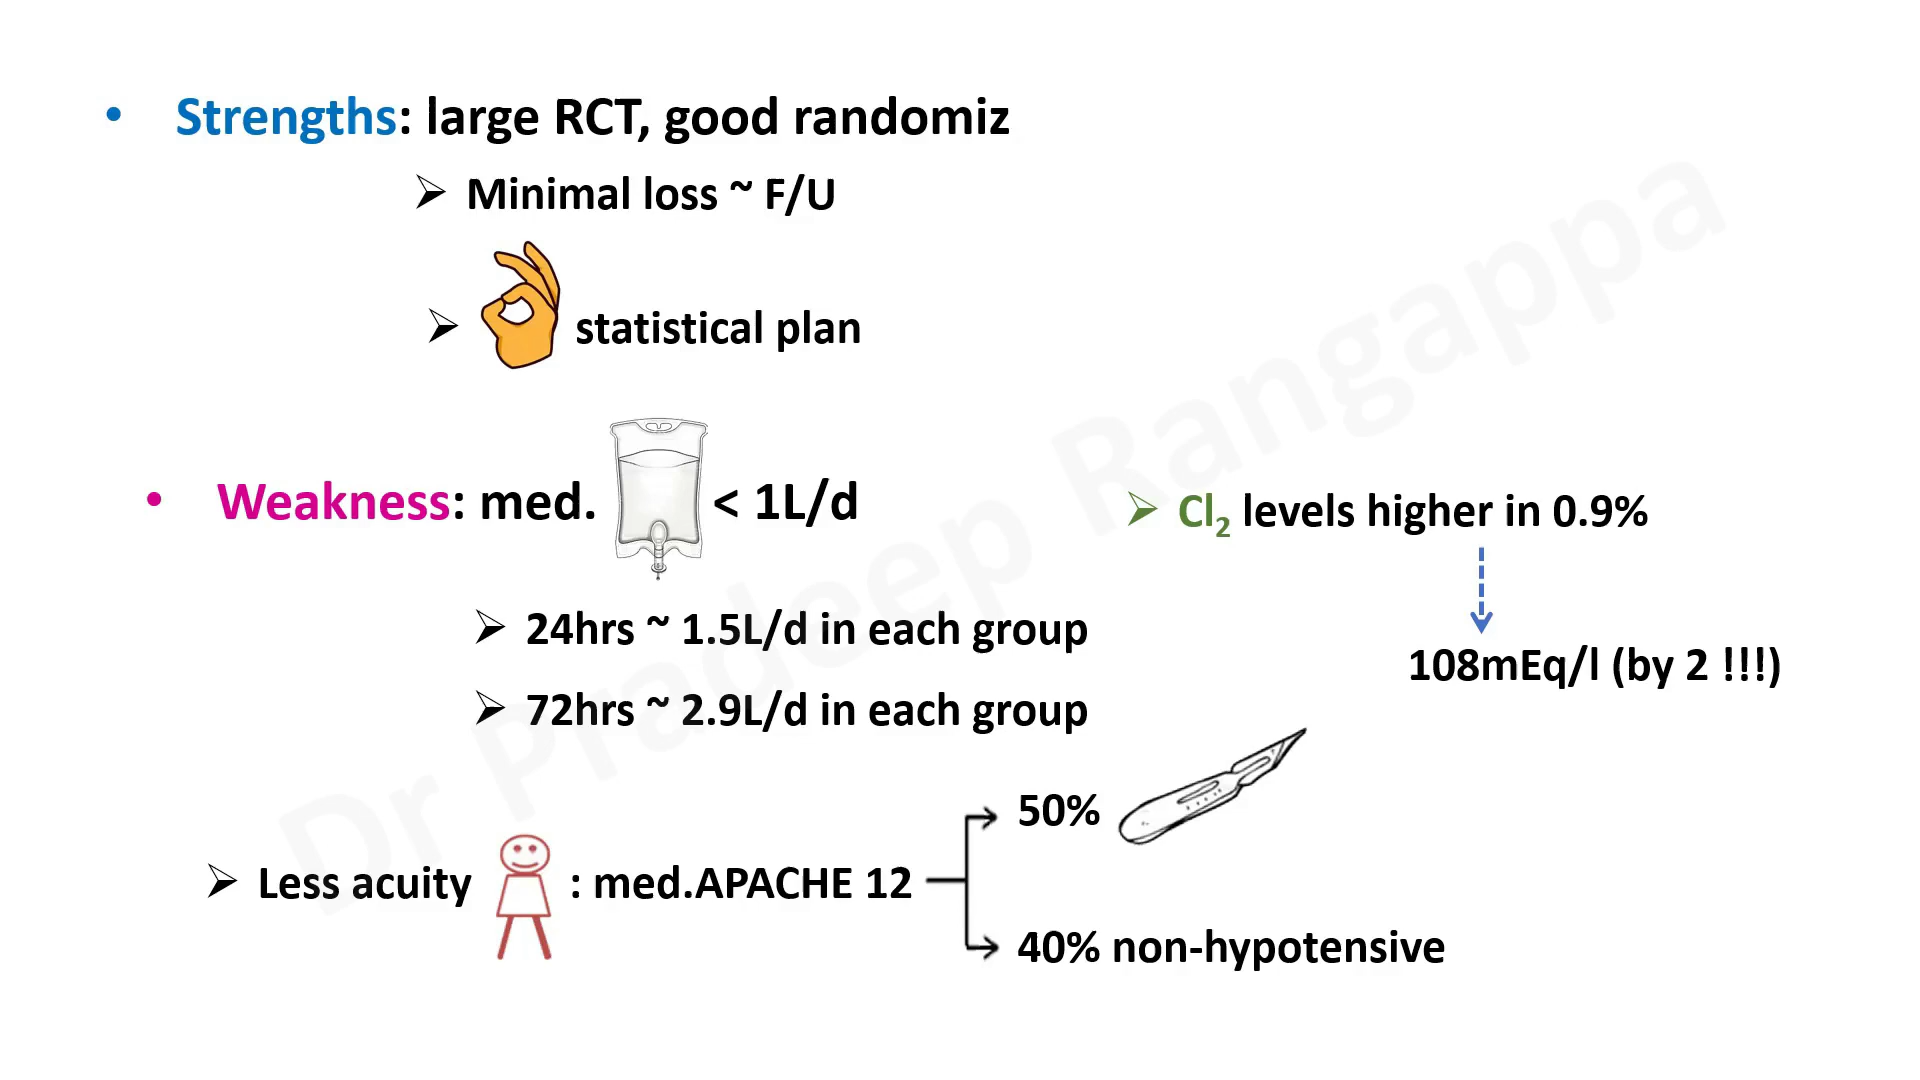 • Strengths: large RCT, good randomiz
➢ Minimal loss ~ F/U
➢ statistical plan
• Weakness: med. < 1L/d
➢ 24hrs ~ 1.5L/d in each group
➢ 72hrs ~ 2.9L/d in each group
➢ Cl₂ levels higher in 0.9%
108mEq/l (by 2 !!!)
➢ Less acuity : med.APACHE 12
50%
40% non-hypotensive
Dr Pradeep Rangappa